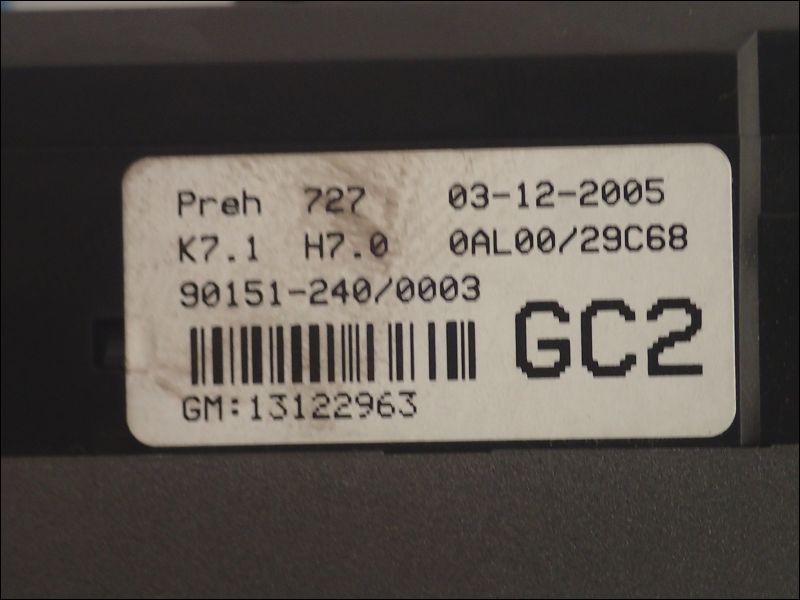 Preh 727 03-12-2005
K7.1 H7.0 0AL00/29C68
90151-240/0003
GC2
GM:13122963